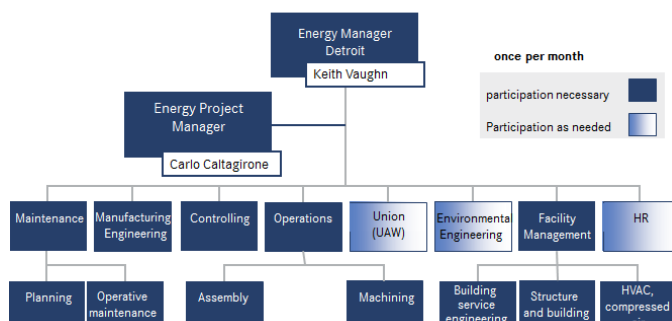 Energy Manager
Detroit
Keith Vaughn
once per month
participation necessary
Participation as needed
Energy Project
Manager
Carlo Caltagirone
Maintenance
Manufacturing
Engineering
Controlling
Operations
Union
(UAW)
Environmental
Engineering
Facility
Management
HR
Planning
Operative
maintenance
Assembly
Machining
Building
service
engineering
Structure
and building
HVAC,
compressed